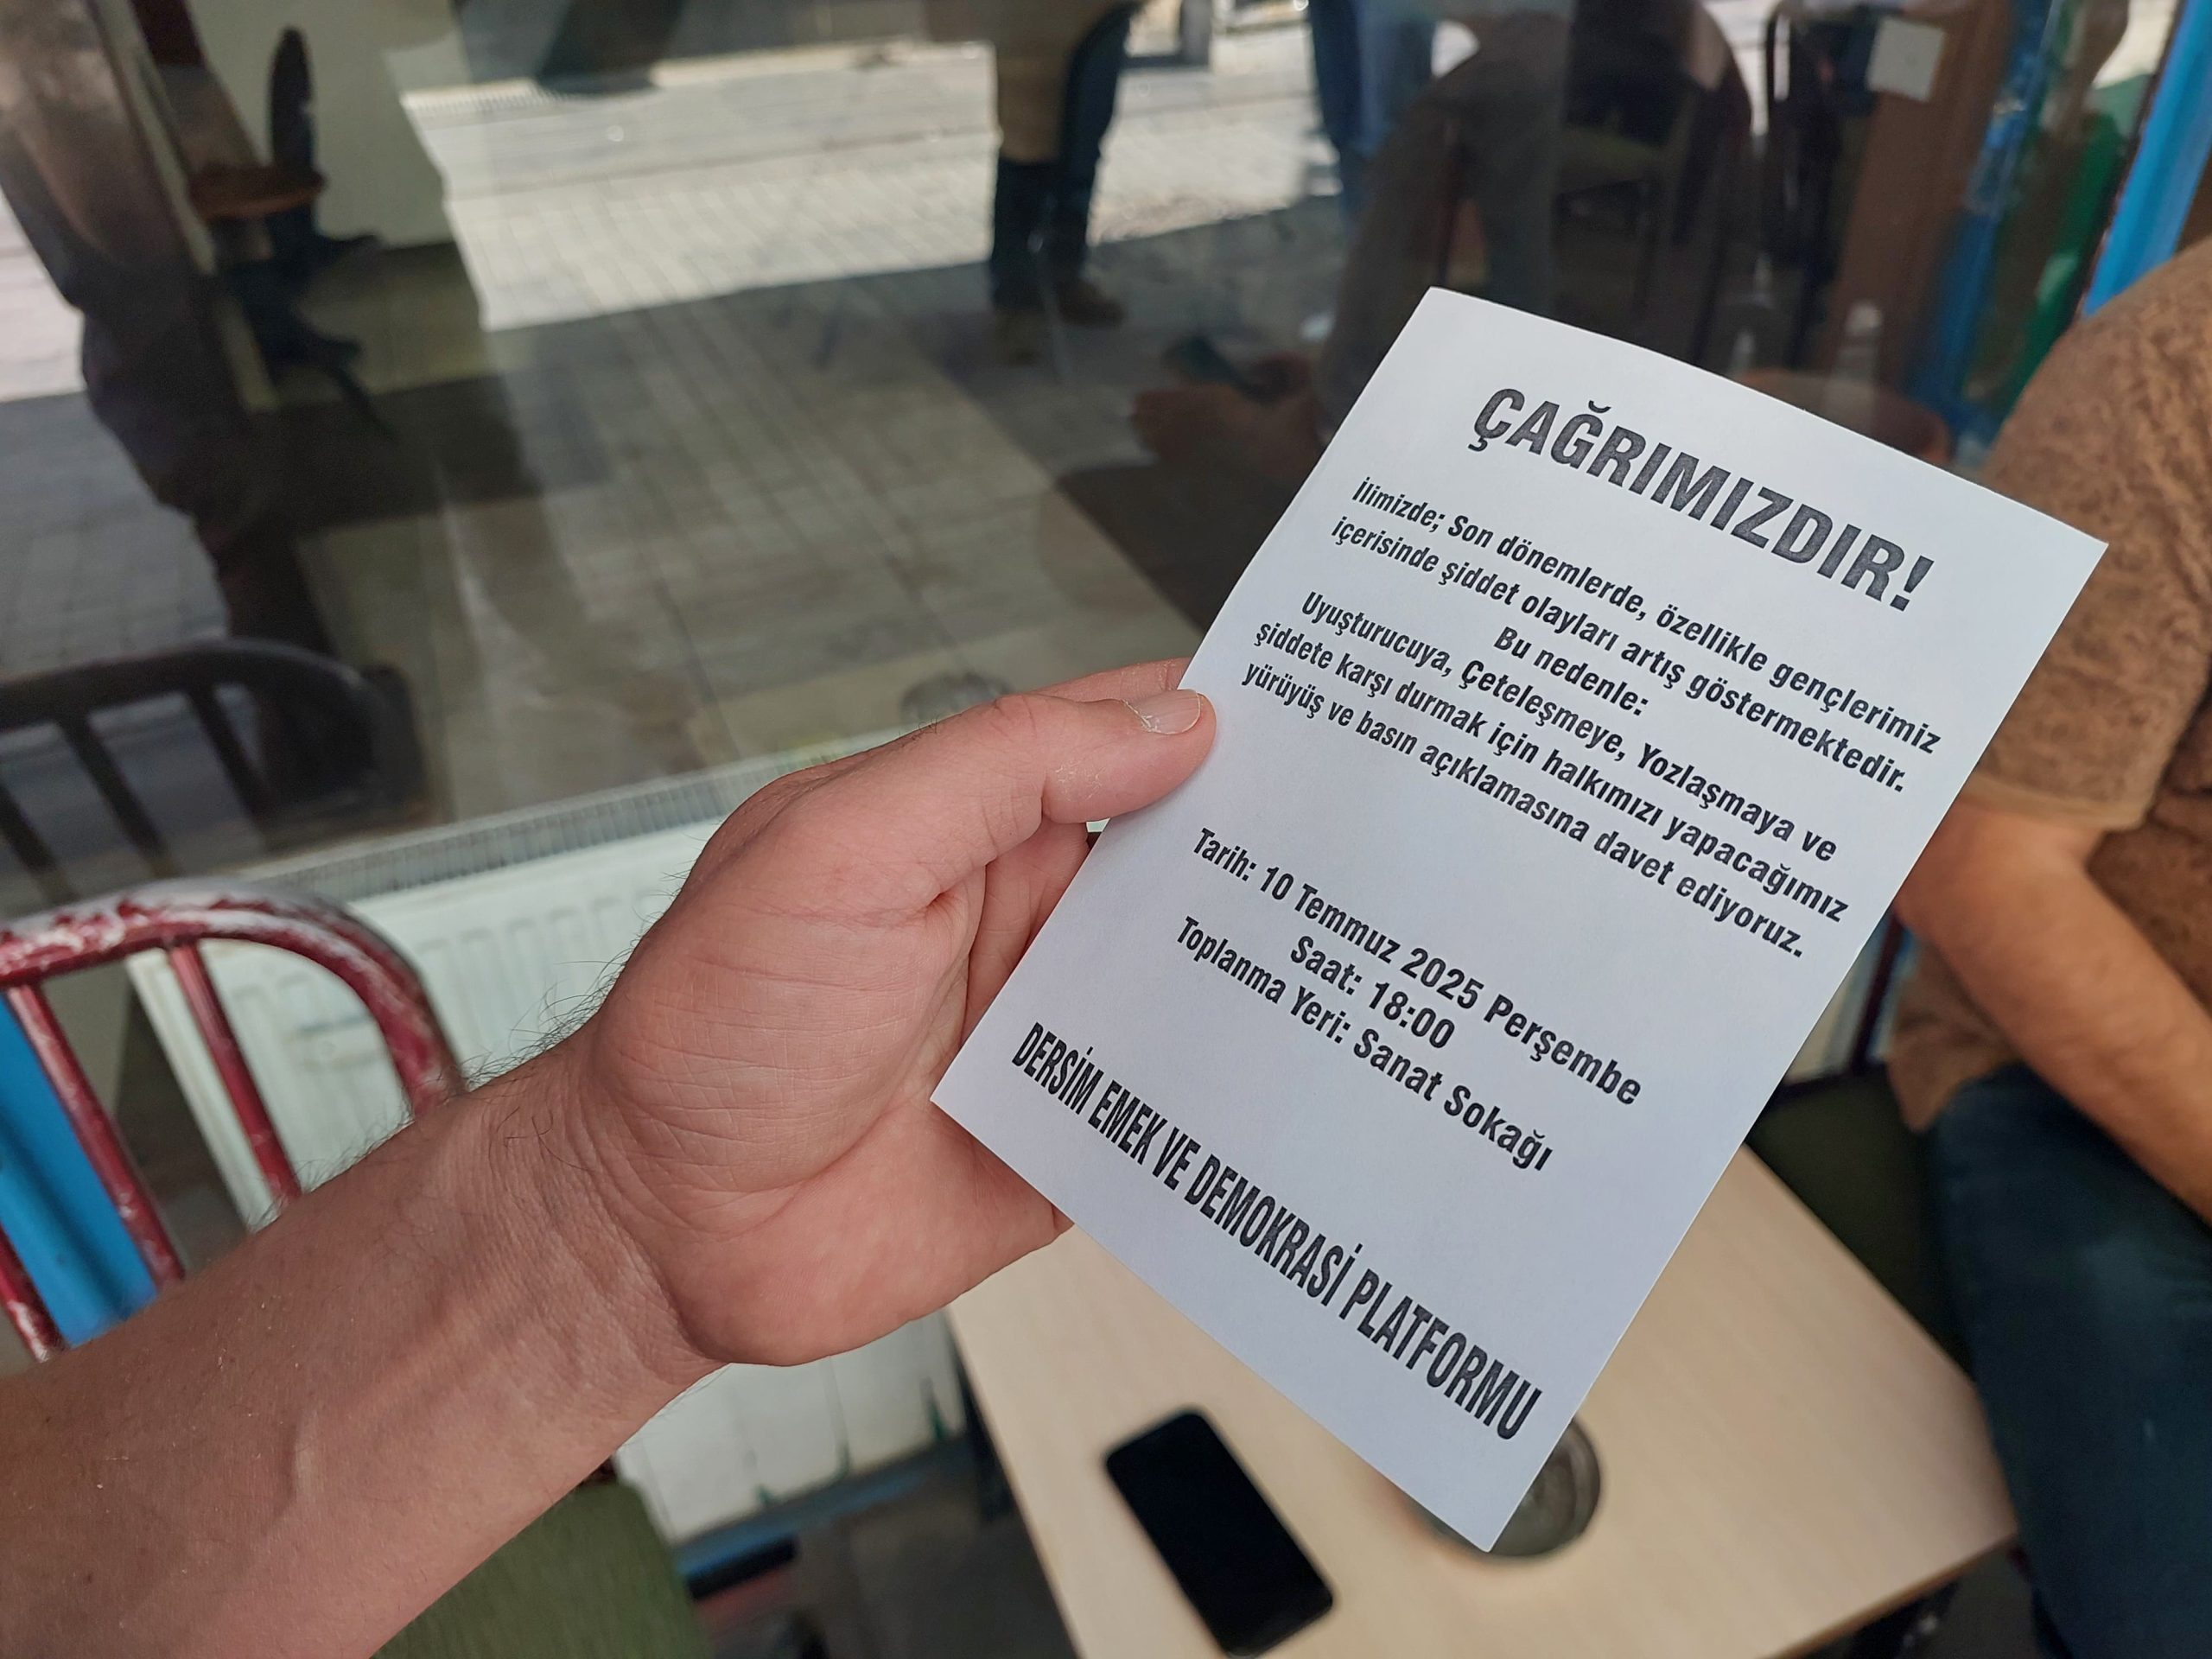 ÇAĞRIMIZDIR!
İlimizde; Son dönemlerde, özellikle gençlerimiz
içerisinde şiddet olayları artış göstermektedir.
Bu nedenle:
Uyuşturucuya, Çeteleşmeye, Yozlaşmaya ve
şiddete karşı durmak için halkımızı yapacağımız
yürüyüş ve basın açıklamasına davet ediyoruz.
Tarih: 10 Temmuz 2025 Perşembe
Saat: 18:00
Toplanma Yeri: Sanat Sokağı
DERSİM EMEK VE DEMOKRASİ PLATFORMU